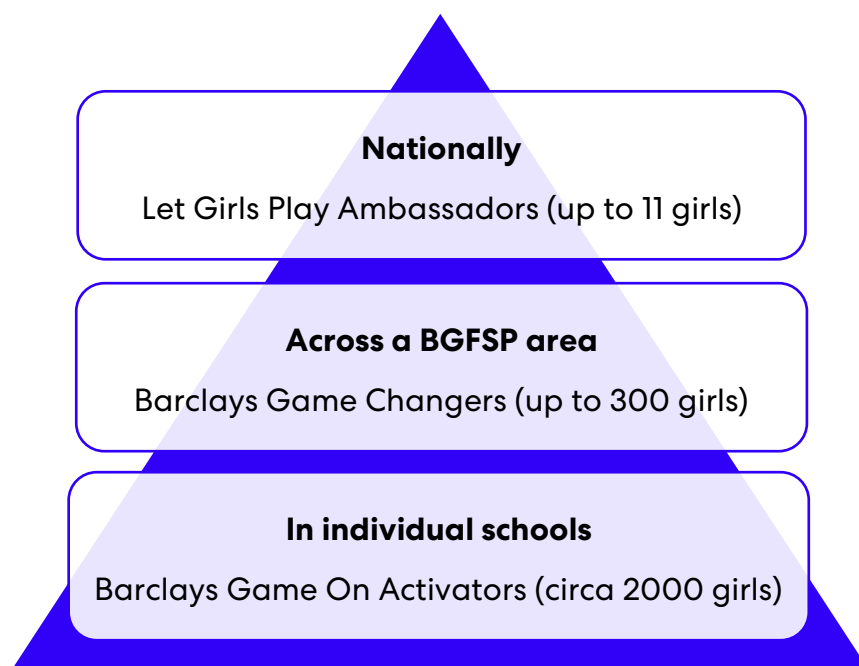 Nationally
Let Girls Play Ambassadors (up to 11 girls)
Across a BGFSP area
Barclays Game Changers (up to 300 girls)
In individual schools
Barclays Game On Activators (circa 2000 girls)